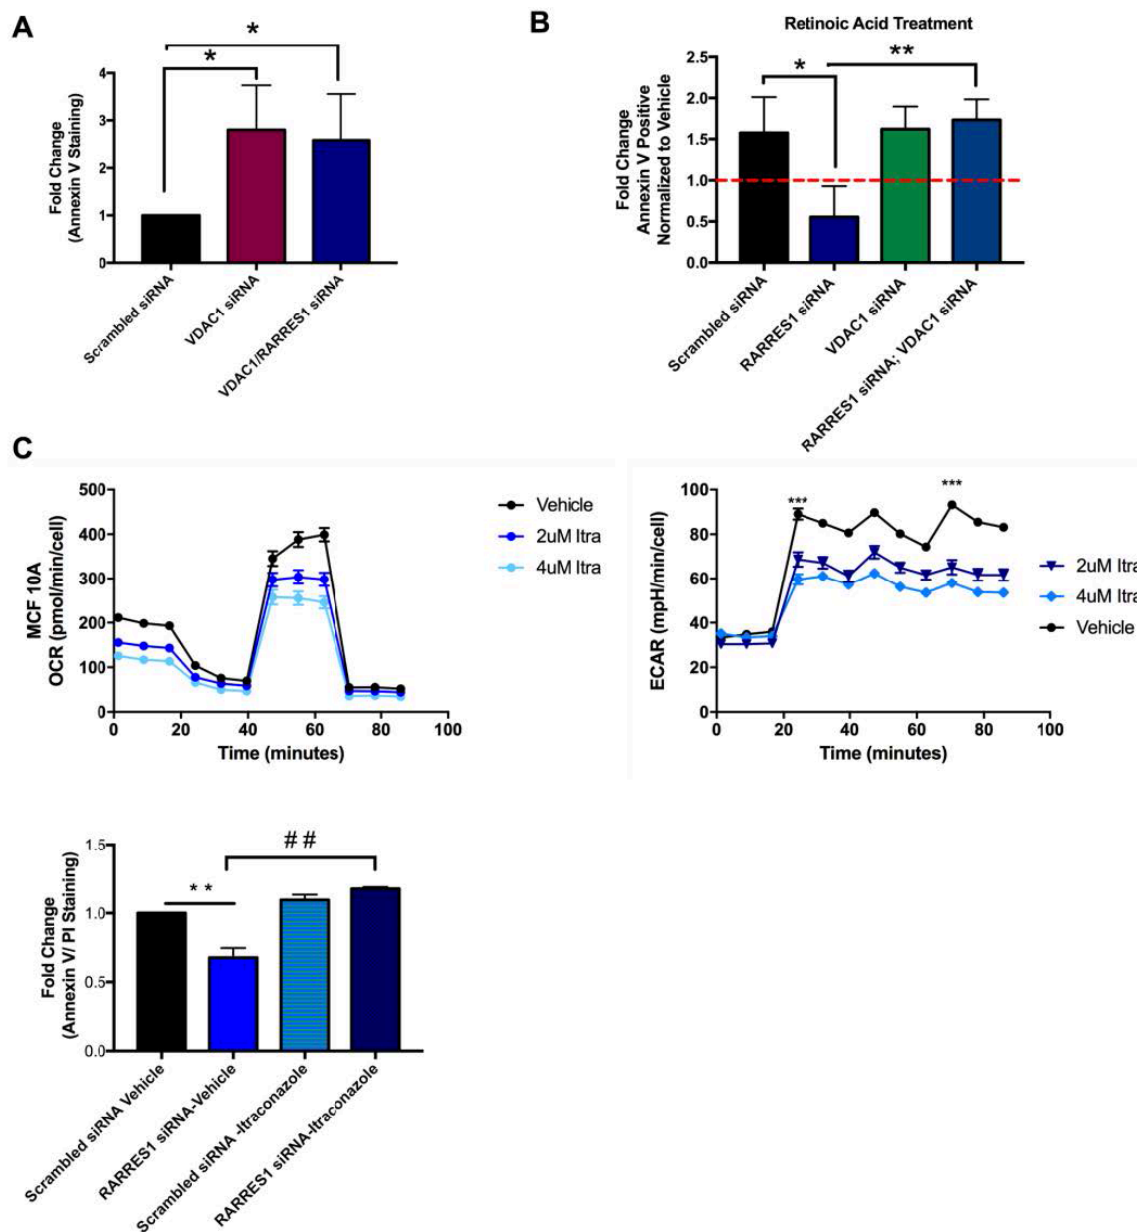 A
*
*
Fold Change
(Annexin V Staining)
4
3
2
1
0
Scrambled siRNA
VDAC1 siRNA
VDAC1/RARRES1 siRNA
B
Retinoic Acid Treatment
*
**
Fold Change
Annexin V Positive
Normalized to Vehicle
2.5
2.0
1.5
1.0
0.5
0.0
Scrambled siRNA
RARRES1 siRNA
VDAC1 siRNA
RARRES1 siRNA; VDAC1 siRNA
C
MCF 10A
OCR (pmol/min/cell)
500
400
300
200
100
0
0 20 40 60 80 100
Time (minutes)
Vehicle
2uM Itra
4uM Itra
ECAR (mpH/min/cell)
100
80
60
40
20
0
*** ***
0 20 40 60 80 100
Time (minutes)
2uM Itra
4uM Itra
Vehicle
Fold Change
(Annexin V/ PI Staining)
1.5
1.0
0.5
0.0
# #
* *
Scrambled siRNA Vehicle
RARRES1 siRNA-Vehicle
Scrambled siRNA -Itraconazole
RARRES1 siRNA-Itraconazole